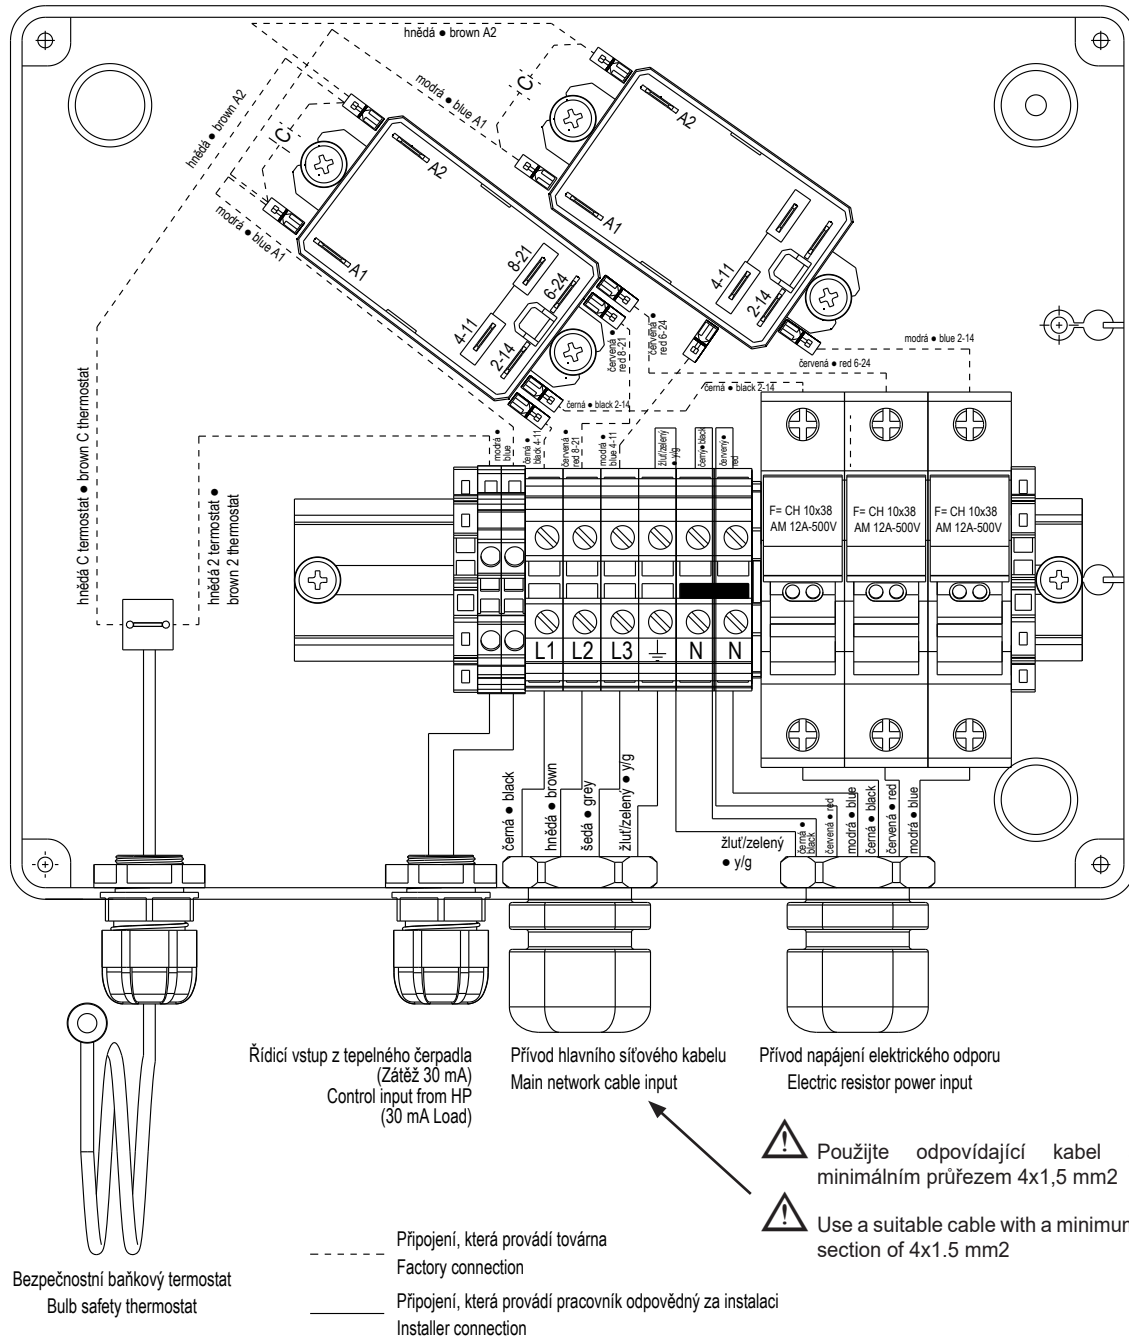 hnědá ● brown A2
modrá ● blue A1
hnědá ● brown A2
modrá ● blue A1
C
C
A2
A1
8-21
6-24
4-11
2-14
A2
A1
4-11
2-14
červená ●
red 8-21
červená ●
red 6-24
modrá ● blue 2-14
červená ● red 6-24
černá ● black 2-14
černá ● black 2-14
hnědá C termostat ● brown C thermostat
hnědá 2 termostat ●
brown 2 thermostat
modrá ●
blue
černá ●
black 4-11
červená ●
red 8-21
modrá ●
blue 4-11
žluť/zelený
● y/g
černý●black
červený●
red
F= CH 10x38
AM 12A-500V
F= CH 10x38
AM 12A-500V
F= CH 10x38
AM 12A-500V
L1 L2 L3 N N
černá ● black
hnědá ● brown
šedá ● grey
žluť/zelený ● y/g
žluť/zelený
● y/g
černá ●
black
červená ● red
modrá ● blue
černá ● black
červená ● red
modrá ● blue
Řídicí vstup z tepelného čerpadla
(Zátěž 30 mA)
Control input from HP
(30 mA Load)
Přívod hlavního síťového kabelu
Main network cable input
Přívod napájení elektrického odporu
Electric resistor power input
Použijte odpovídající kabel
minimálním průřezem 4x1,5 mm2
Use a suitable cable with a minimum
section of 4x1.5 mm2
Bezpečnostní baňkový termostat
Bulb safety thermostat
Připojení, která provádí továrna
Factory connection
Připojení, která provádí pracovník odpovědný za instalaci
Installer connection